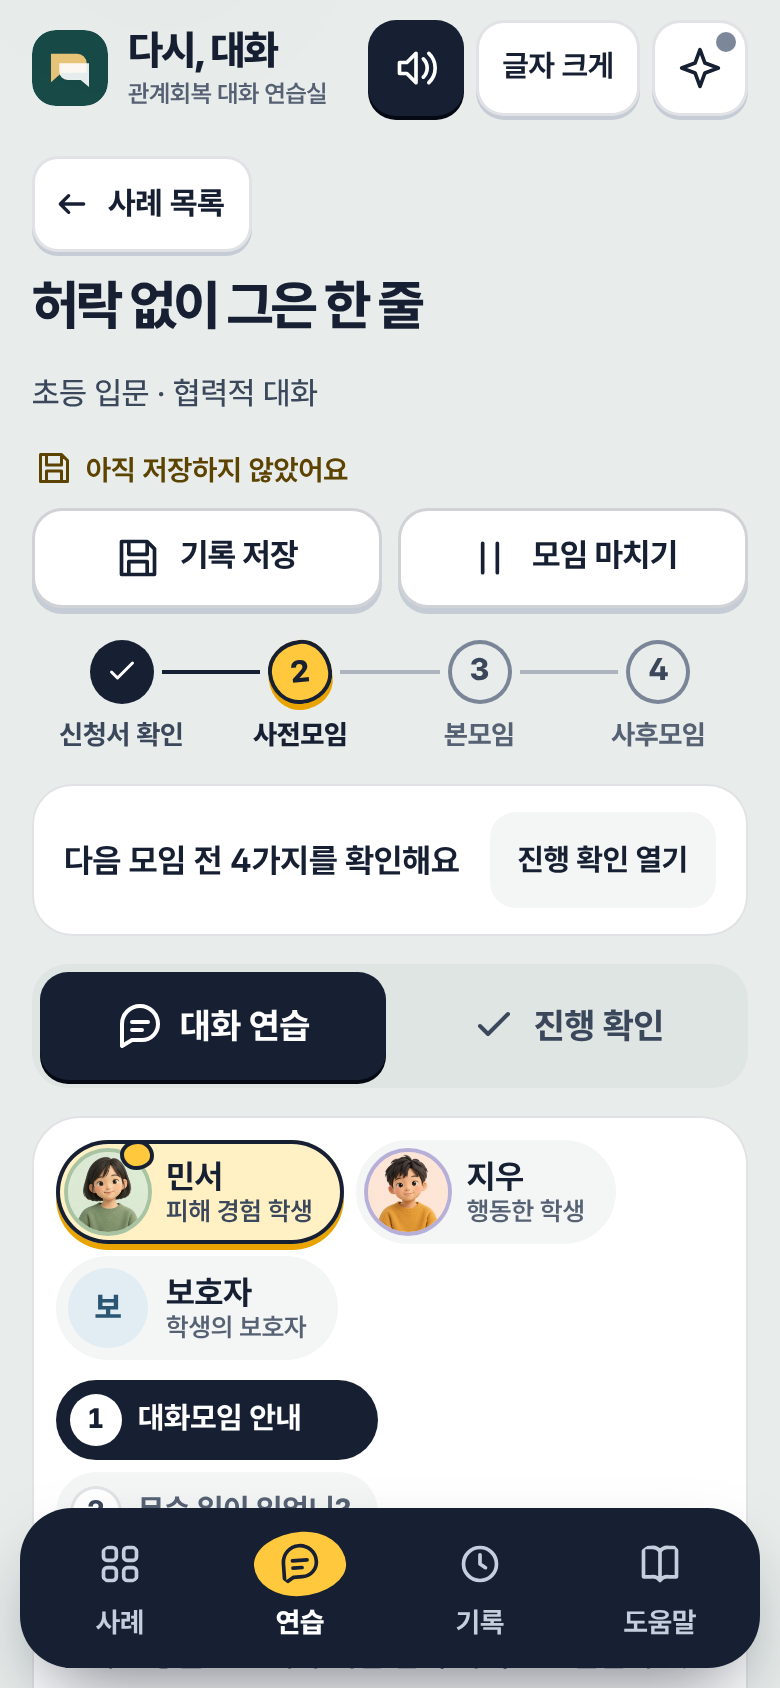 다시, 대화
관계회복 대화 연습실
글자 크게
사례 목록
허락 없이 그은 한 줄
초등 입문 · 협력적 대화
아직 저장하지 않았어요
기록 저장
모임 마치기
2
3
4
신청서 확인
사전모임
본모임
사후모임
다음 모임 전 4가지를 확인해요
진행 확인 열기
대화 연습
진행 확인
민서
피해 경험 학생
지우
행동한 학생
보
보호자
학생의 보호자
1
대화모임 안내
사례
연습
기록
도움말